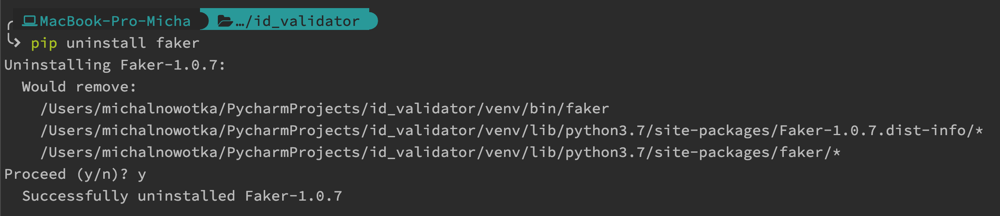 MacBook-Pro-Micha …/id_validator
pip uninstall faker
Uninstalling Faker-1.0.7:
Would remove:
/Users/michalnowotka/PycharmProjects/id_validator/venv/bin/faker
/Users/michalnowotka/PycharmProjects/id_validator/venv/lib/python3.7/site-packages/Faker-1.0.7.dist-info/*
/Users/michalnowotka/PycharmProjects/id_validator/venv/lib/python3.7/site-packages/faker/*
Proceed (y/n)? y
Successfully uninstalled Faker-1.0.7